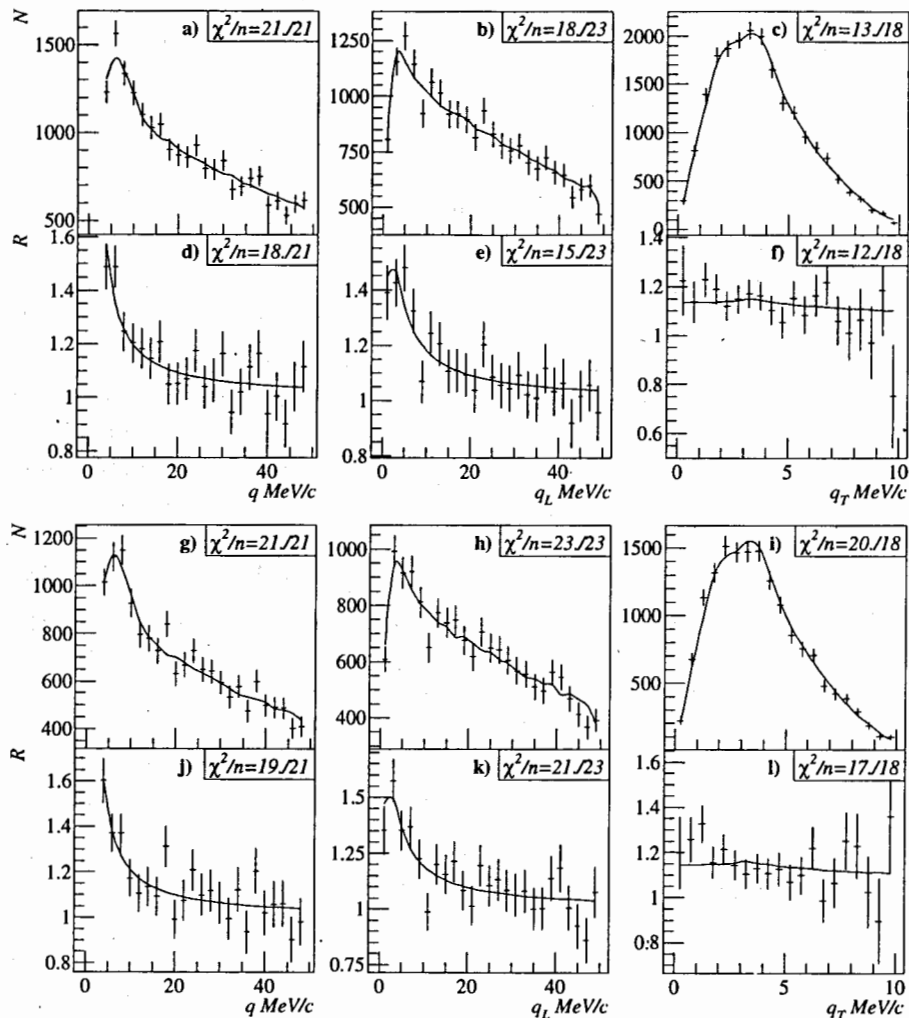 N
a) χ²/n=21./21
1500
1000
500
b) χ²/n=18./23
1250
1000
750
500
c) χ²/n=13./18
2000
1500
1000
500
0
R
d) χ²/n=18./21
1.6
1.4
1.2
1
0.8
0 20 40
q MeV/c
e) χ²/n=15./23
1.4
1.2
1
0.8
0 20 40
q_L MeV/c
f) χ²/n=12./18
1.4
1.2
1
0.8
0.6
0 5 10
q_T MeV/c
N
g) χ²/n=21./21
1200
1000
800
600
400
h) χ²/n=23./23
1000
800
600
400
i) χ²/n=20./18
1500
1000
500
R
j) χ²/n=19./21
1.6
1.4
1.2
1
0.8
0 20 40
q MeV/c
k) χ²/n=21./23
1.5
1.25
1
0.75
0 20 40
q_L MeV/c
l) χ²/n=17./18
1.6
1.4
1.2
1
0.8
0 5 10
q_T MeV/c